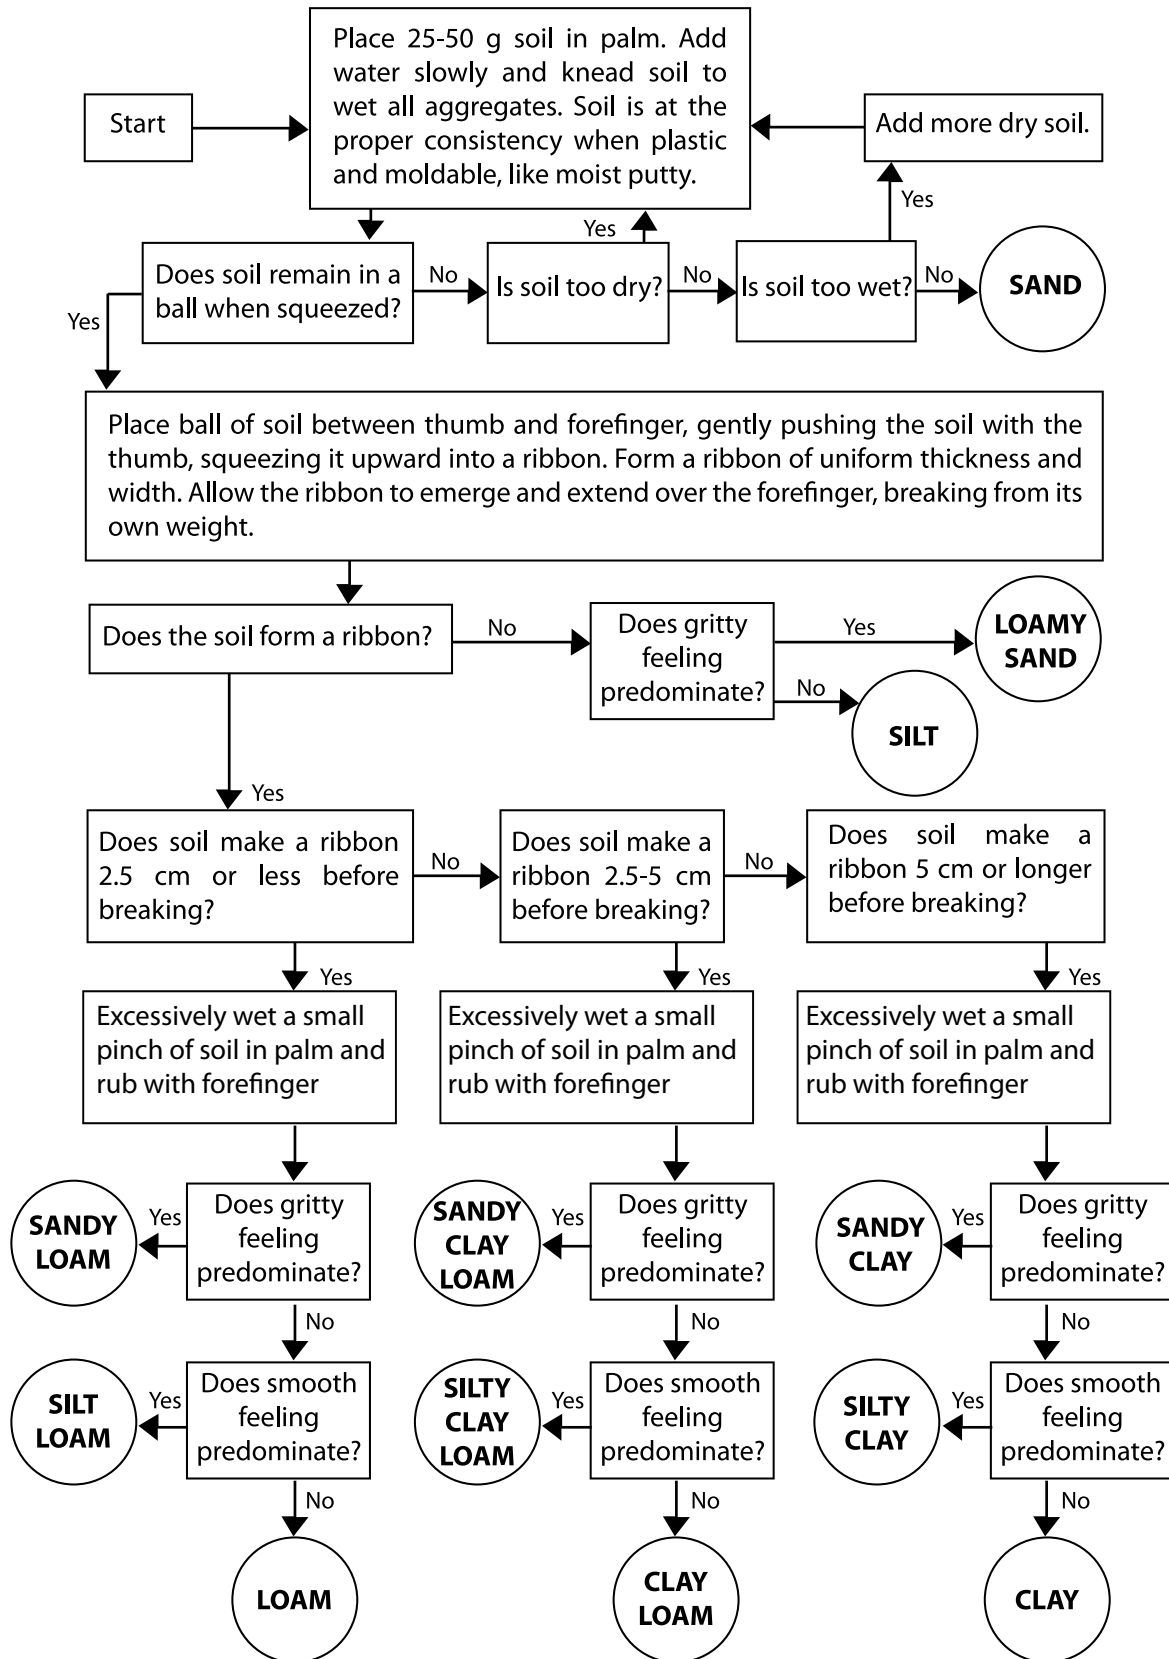 Place 25-50 g soil in palm. Add
water slowly and knead soil to
wet all aggregates. Soil is at the
proper consistency when plastic
and moldable, like moist putty.
Start
Add more dry soil.
Yes
Yes
Does soil remain in a
ball when squeezed?
No
Is soil too dry?
No
Is soil too wet?
No
SAND
Yes
Place ball of soil between thumb and forefinger, gently pushing the soil with the
thumb, squeezing it upward into a ribbon. Form a ribbon of uniform thickness and
width. Allow the ribbon to emerge and extend over the forefinger, breaking from its
own weight.
Does the soil form a ribbon?
No
Does gritty
feeling
predominate?
Yes
LOAMY
SAND
No
SILT
Yes
Does soil make a ribbon
2.5 cm or less before
breaking?
No
Does soil make a
ribbon 2.5-5 cm
before breaking?
No
Does soil make a
ribbon 5 cm or longer
before breaking?
Yes
Yes
Yes
Excessively wet a small
pinch of soil in palm and
rub with forefinger
Excessively wet a small
pinch of soil in palm and
rub with forefinger
Excessively wet a small
pinch of soil in palm and
rub with forefinger
SANDY
LOAM
Yes
Does gritty
feeling
predominate?
SANDY
CLAY
LOAM
Yes
Does gritty
feeling
predominate?
SANDY
CLAY
Yes
Does gritty
feeling
predominate?
No
No
No
SILT
LOAM
Yes
Does smooth
feeling
predominate?
SILTY
CLAY
LOAM
Yes
Does smooth
feeling
predominate?
SILTY
CLAY
Yes
Does smooth
feeling
predominate?
No
No
No
LOAM
CLAY
LOAM
CLAY